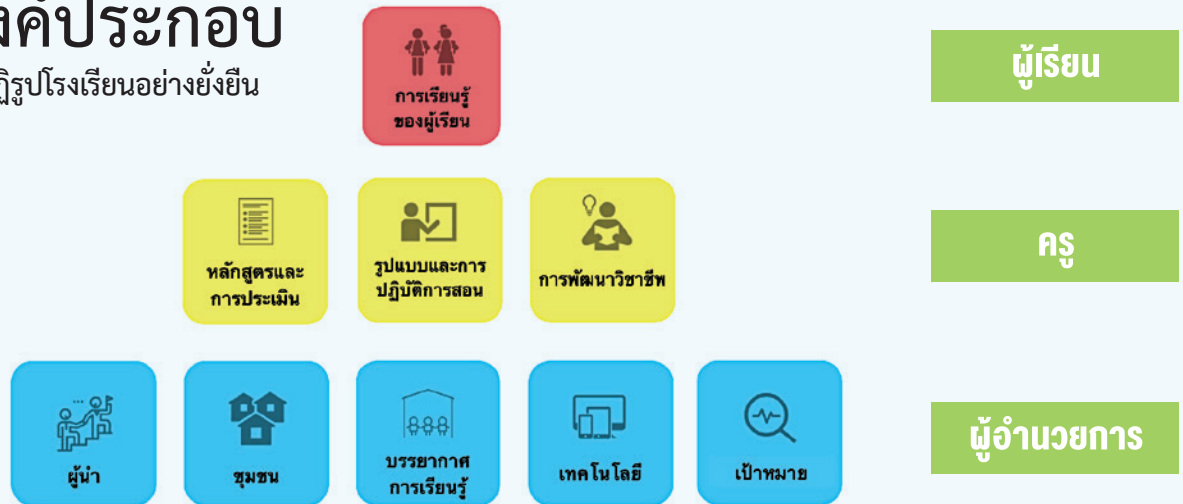 งค์ประกอบ
ฏิรูปโรงเรียนอย่างยั่งยืน
การเรียนรู้
ของผู้เรียน
ผู้เรียน
หลักสูตรและ
การประเมิน
รูปแบบและการ
ปฏิบัติการสอน
การพัฒนาวิชาชีพ
ครู
ผู้นำ
ชุมชน
บรรยากาศ
การเรียนรู้
เทคโนโลยี
เป้าหมาย
ผู้อำนวยการ